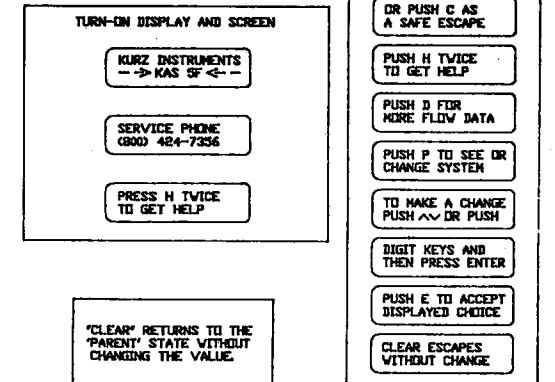 TURN-ON DISPLAY AND SCREEN
KURZ INSTRUMENTS
--> KAS SF <--
SERVICE PHONE
(800) 424-7356
PRESS H TWICE
TO GET HELP
"CLEAR" RETURNS TO THE
'PARENT' STATE WITHOUT
CHANGING THE VALUE.
OR PUSH C AS
A SAFE ESCAPE
PUSH H TWICE
TO GET HELP
PUSH D FOR
MORE FLOW DATA
PUSH P TO SEE OR
CHANGE SYSTEM
TO MAKE A CHANGE
PUSH ∧∨ OR PUSH
DIGIT KEYS AND
THEN PRESS ENTER
PUSH E TO ACCEPT
DISPLAYED CHOICE
CLEAR ESCAPES
WITHOUT CHANGE